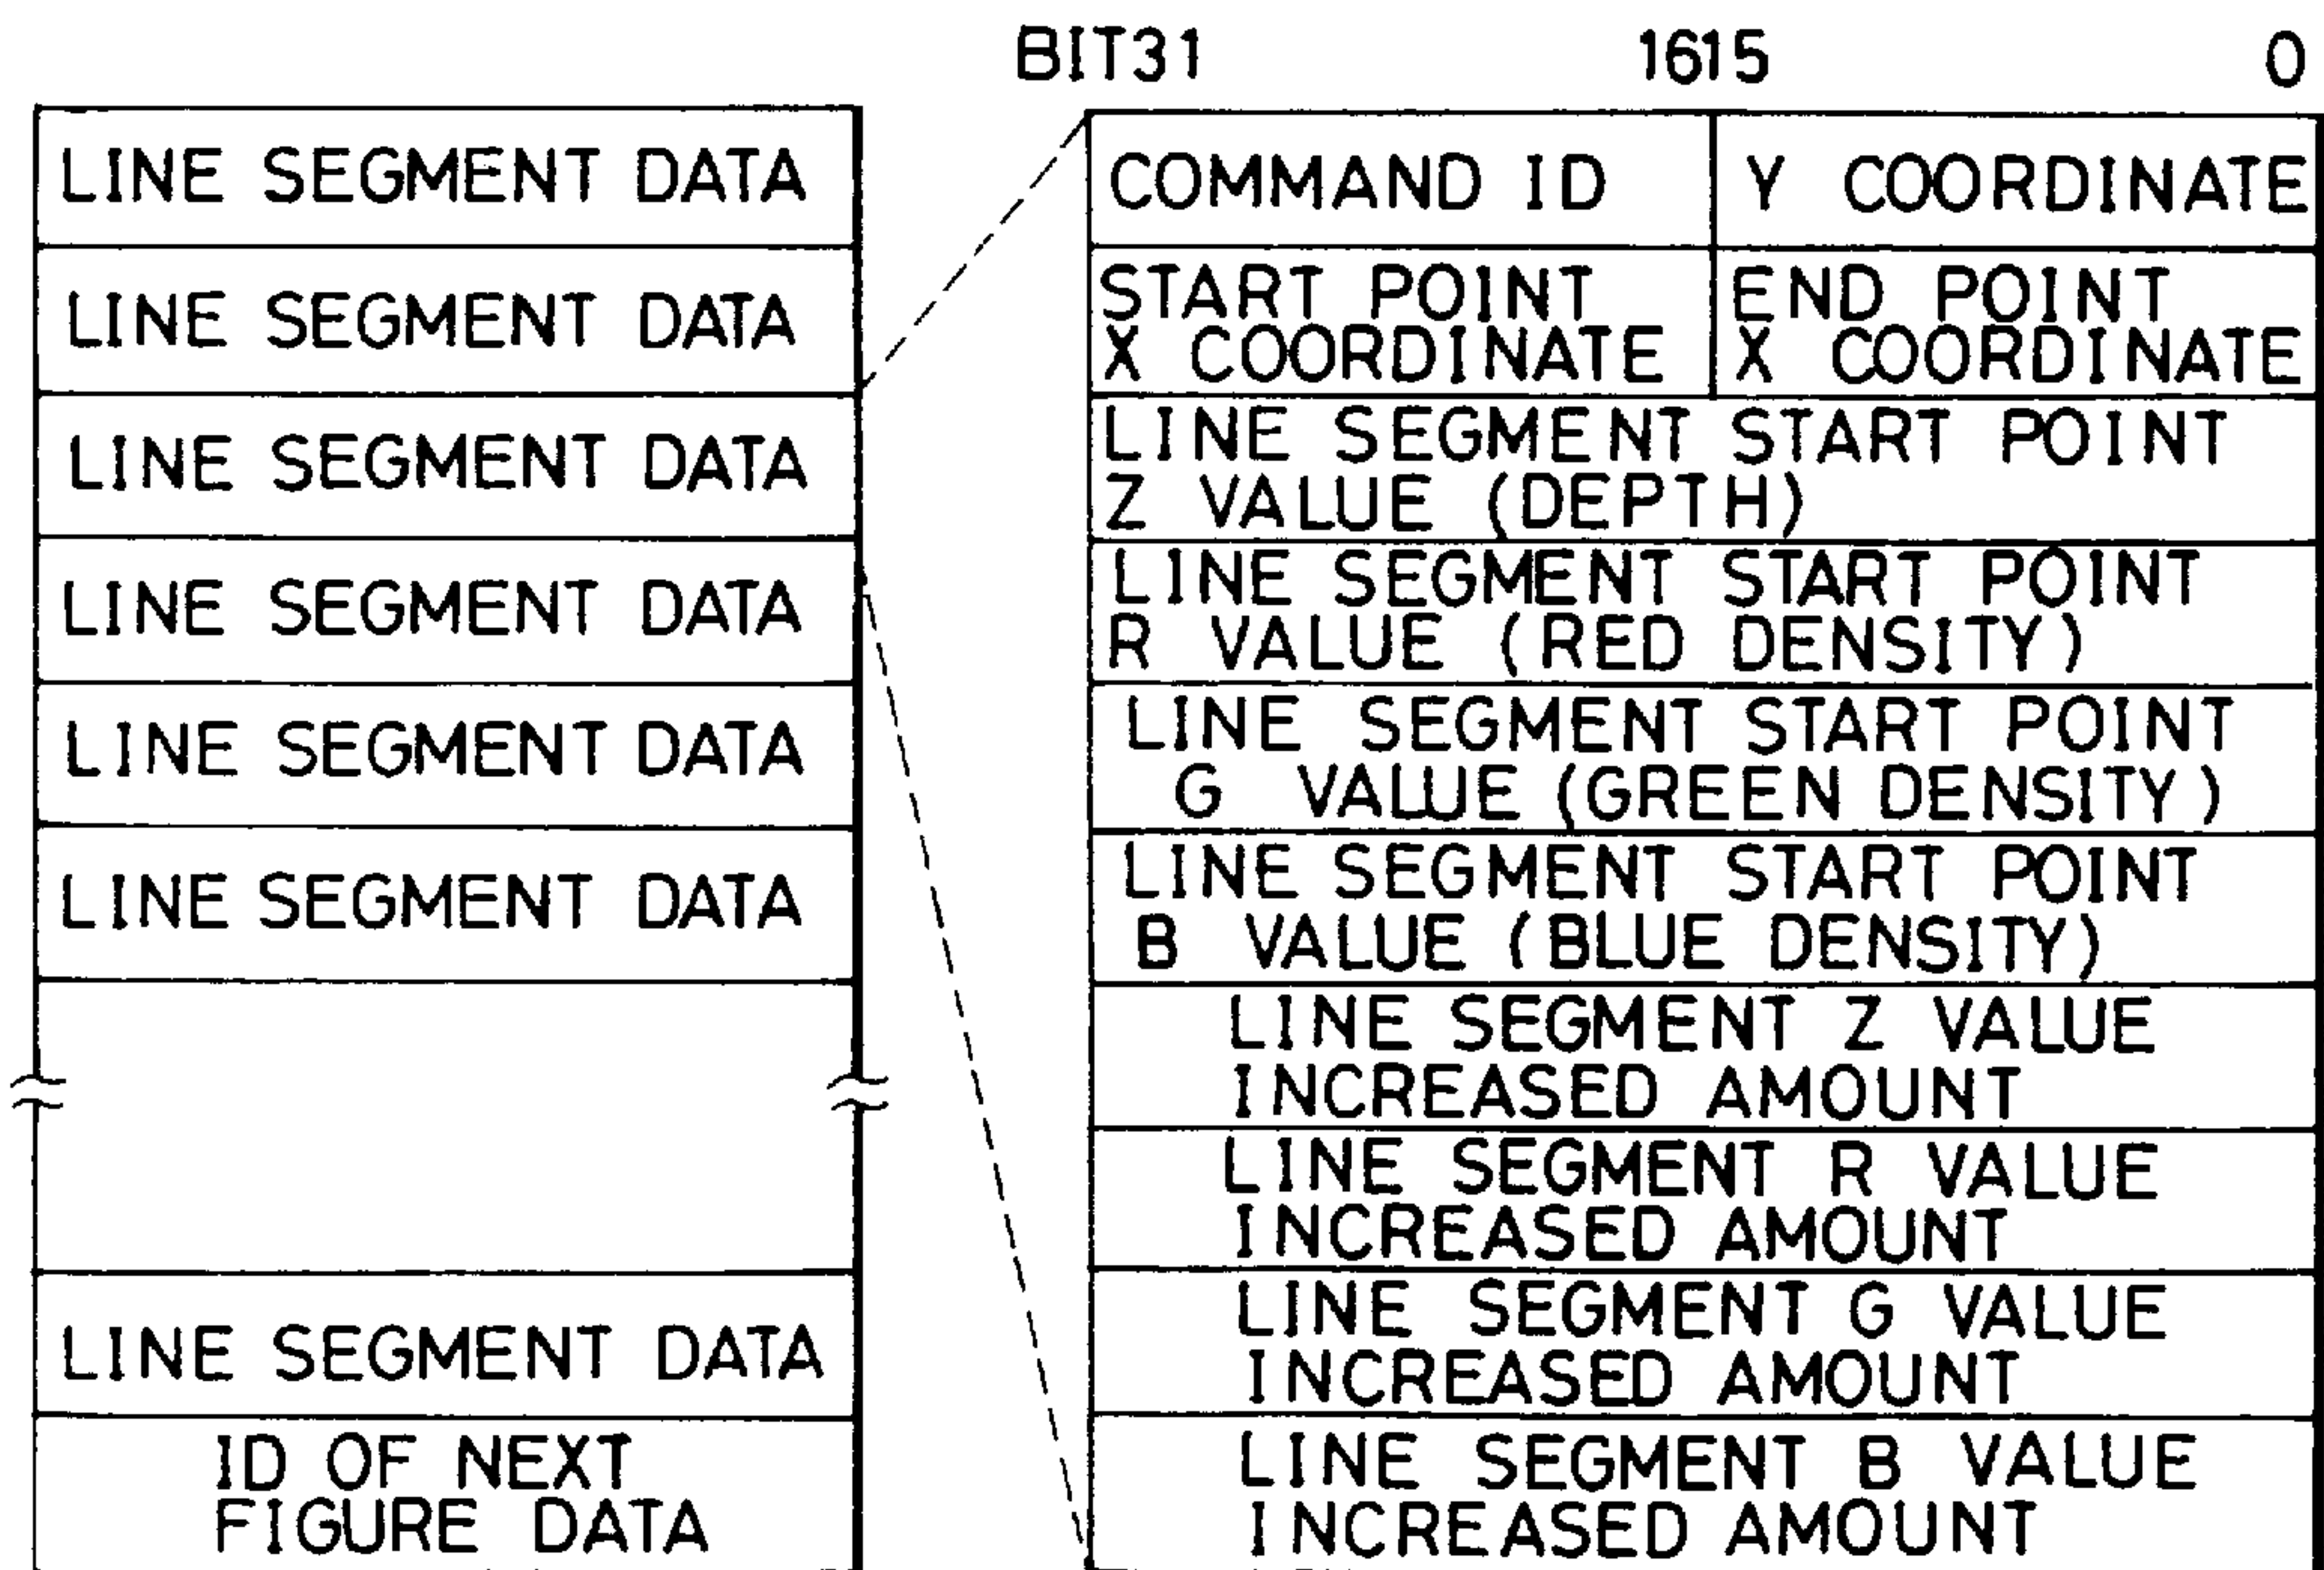 BIT31 1615 0
LINE SEGMENT DATA
LINE SEGMENT DATA
LINE SEGMENT DATA
LINE SEGMENT DATA
LINE SEGMENT DATA
LINE SEGMENT DATA
LINE SEGMENT DATA
ID OF NEXT
FIGURE DATA
COMMAND ID
Y COORDINATE
START POINT
X COORDINATE
END POINT
X COORDINATE
LINE SEGMENT START POINT
Z VALUE (DEPTH)
LINE SEGMENT START POINT
R VALUE (RED DENSITY)
LINE SEGMENT START POINT
G VALUE (GREEN DENSITY)
LINE SEGMENT START POINT
B VALUE (BLUE DENSITY)
LINE SEGMENT Z VALUE
INCREASED AMOUNT
LINE SEGMENT R VALUE
INCREASED AMOUNT
LINE SEGMENT G VALUE
INCREASED AMOUNT
LINE SEGMENT B VALUE
INCREASED AMOUNT